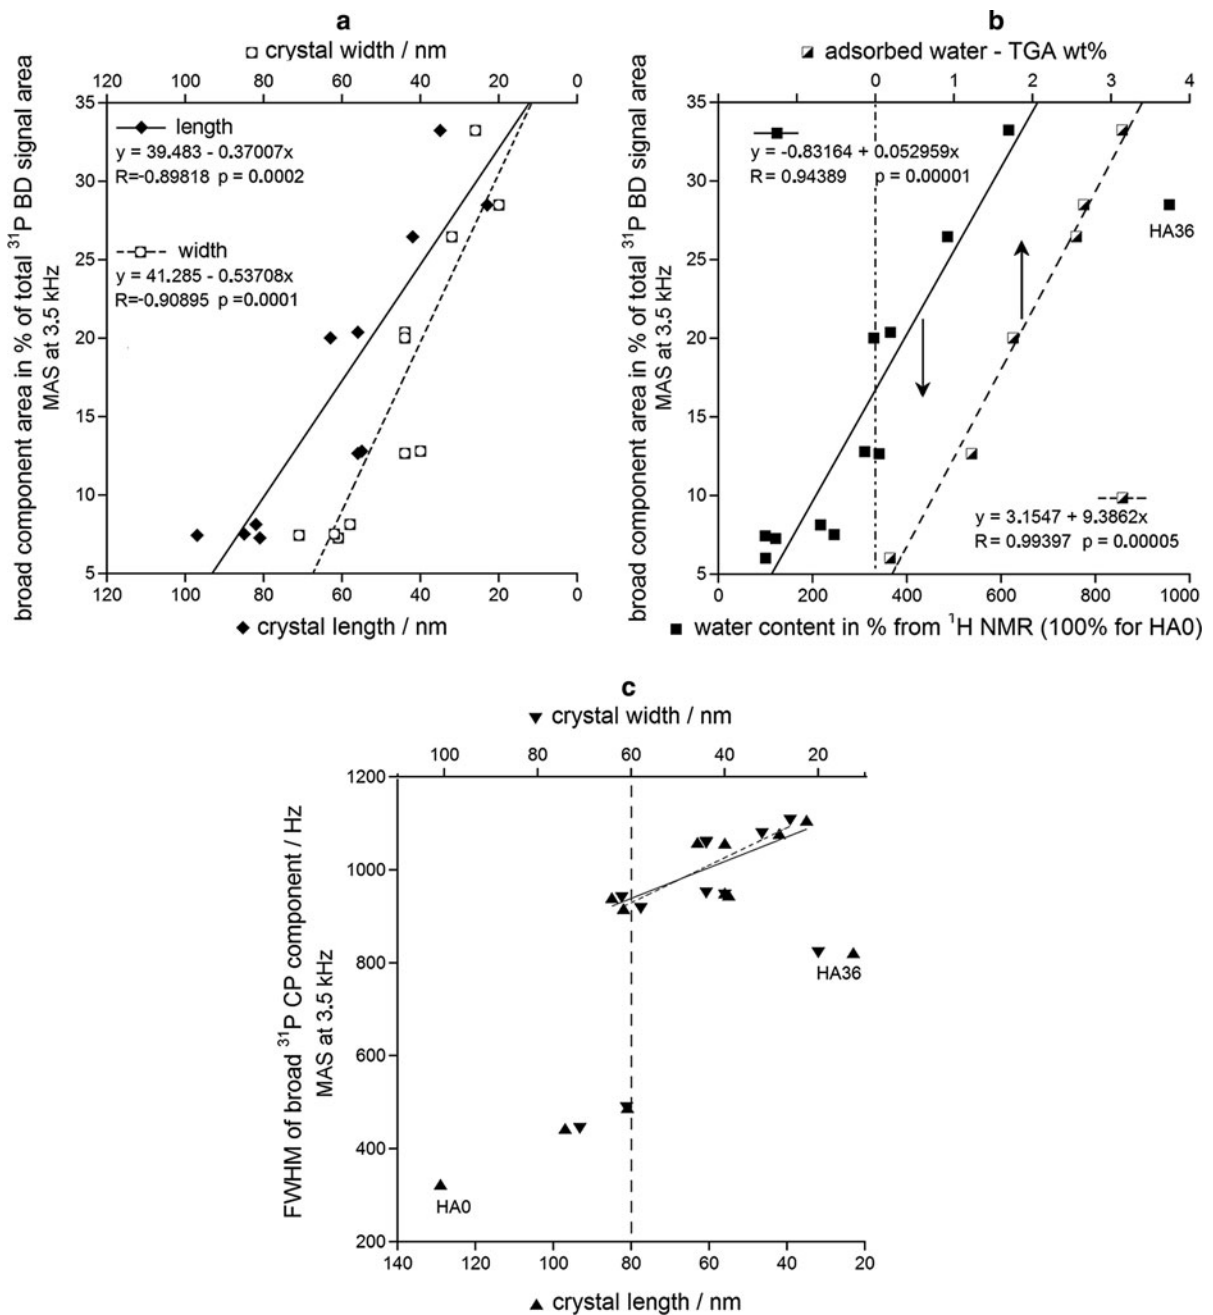 a
crystal width / nm
120 100 80 60 40 20 0
broad component area in % of total ³¹P BD signal area
MAS at 3.5 kHz
35
30
25
20
15
10
5
length
y = 39.483 - 0.37007x
R=-0.89818 p = 0.0002
width
y = 41.285 - 0.53708x
R=-0.90895 p =0.0001
120 100 80 60 40 20 0
crystal length / nm
b
adsorbed water - TGA wt%
0 1 2 3 4
broad component area in % of total ³¹P BD signal area
MAS at 3.5 kHz
35
30
25
20
15
10
5
y = -0.83164 + 0.052959x
R = 0.94389 p = 0.00001
HA36
y = 3.1547 + 9.3862x
R = 0.99397 p = 0.00005
0 200 400 600 800 1000
water content in % from ¹H NMR (100% for HA0)
c
crystal width / nm
100 80 60 40 20
FWHM of broad ³¹P CP component / Hz
MAS at 3.5 kHz
1200
1000
800
600
400
200
HA36
HA0
140 120 100 80 60 40 20
crystal length / nm